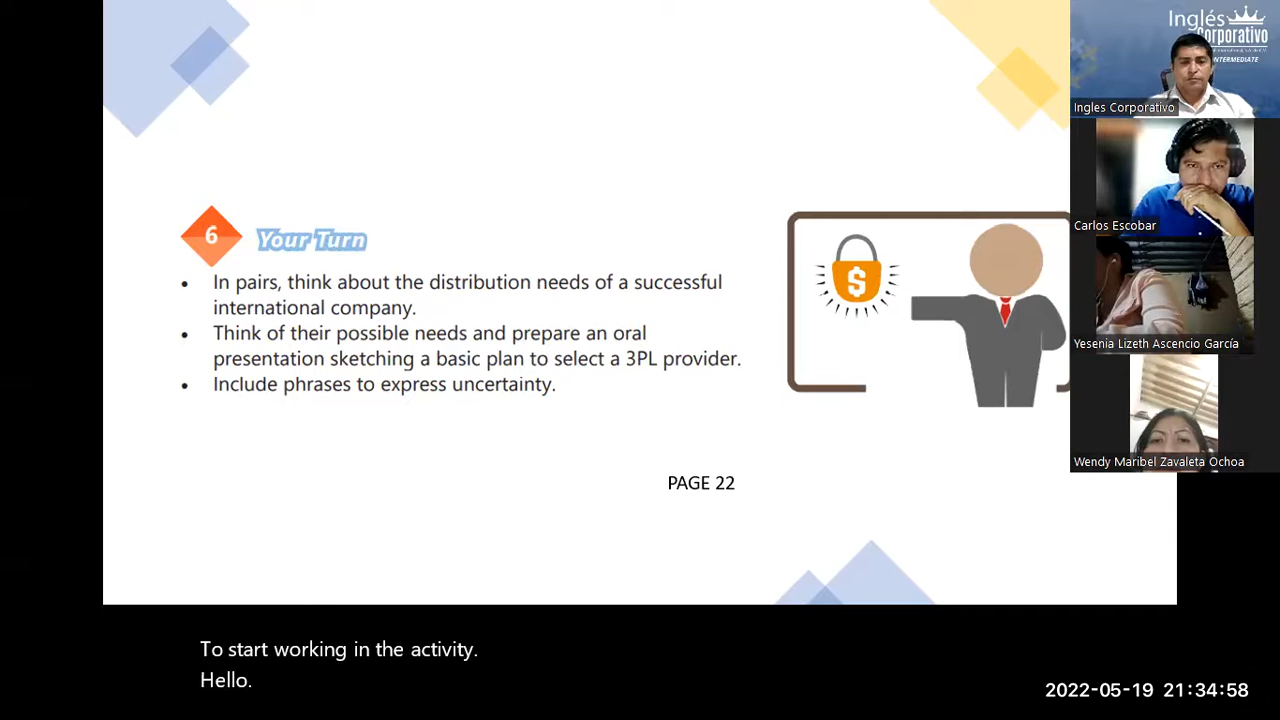 6
Your Turn
In pairs, think about the distribution needs of a successful
international company.
Think of their possible needs and prepare an oral
presentation sketching a basic plan to select a 3PL provider.
Include phrases to express uncertainty.
$
PAGE 22
Inglés
Corporativo
INTERMEDIATE
Ingles Corporativo
Carlos Escobar
Yesenia Lizeth Ascencio García
Wendy Maribel Zavaleta Ochoa
To start working in the activity.
Hello.
2022-05-19 21:34:58